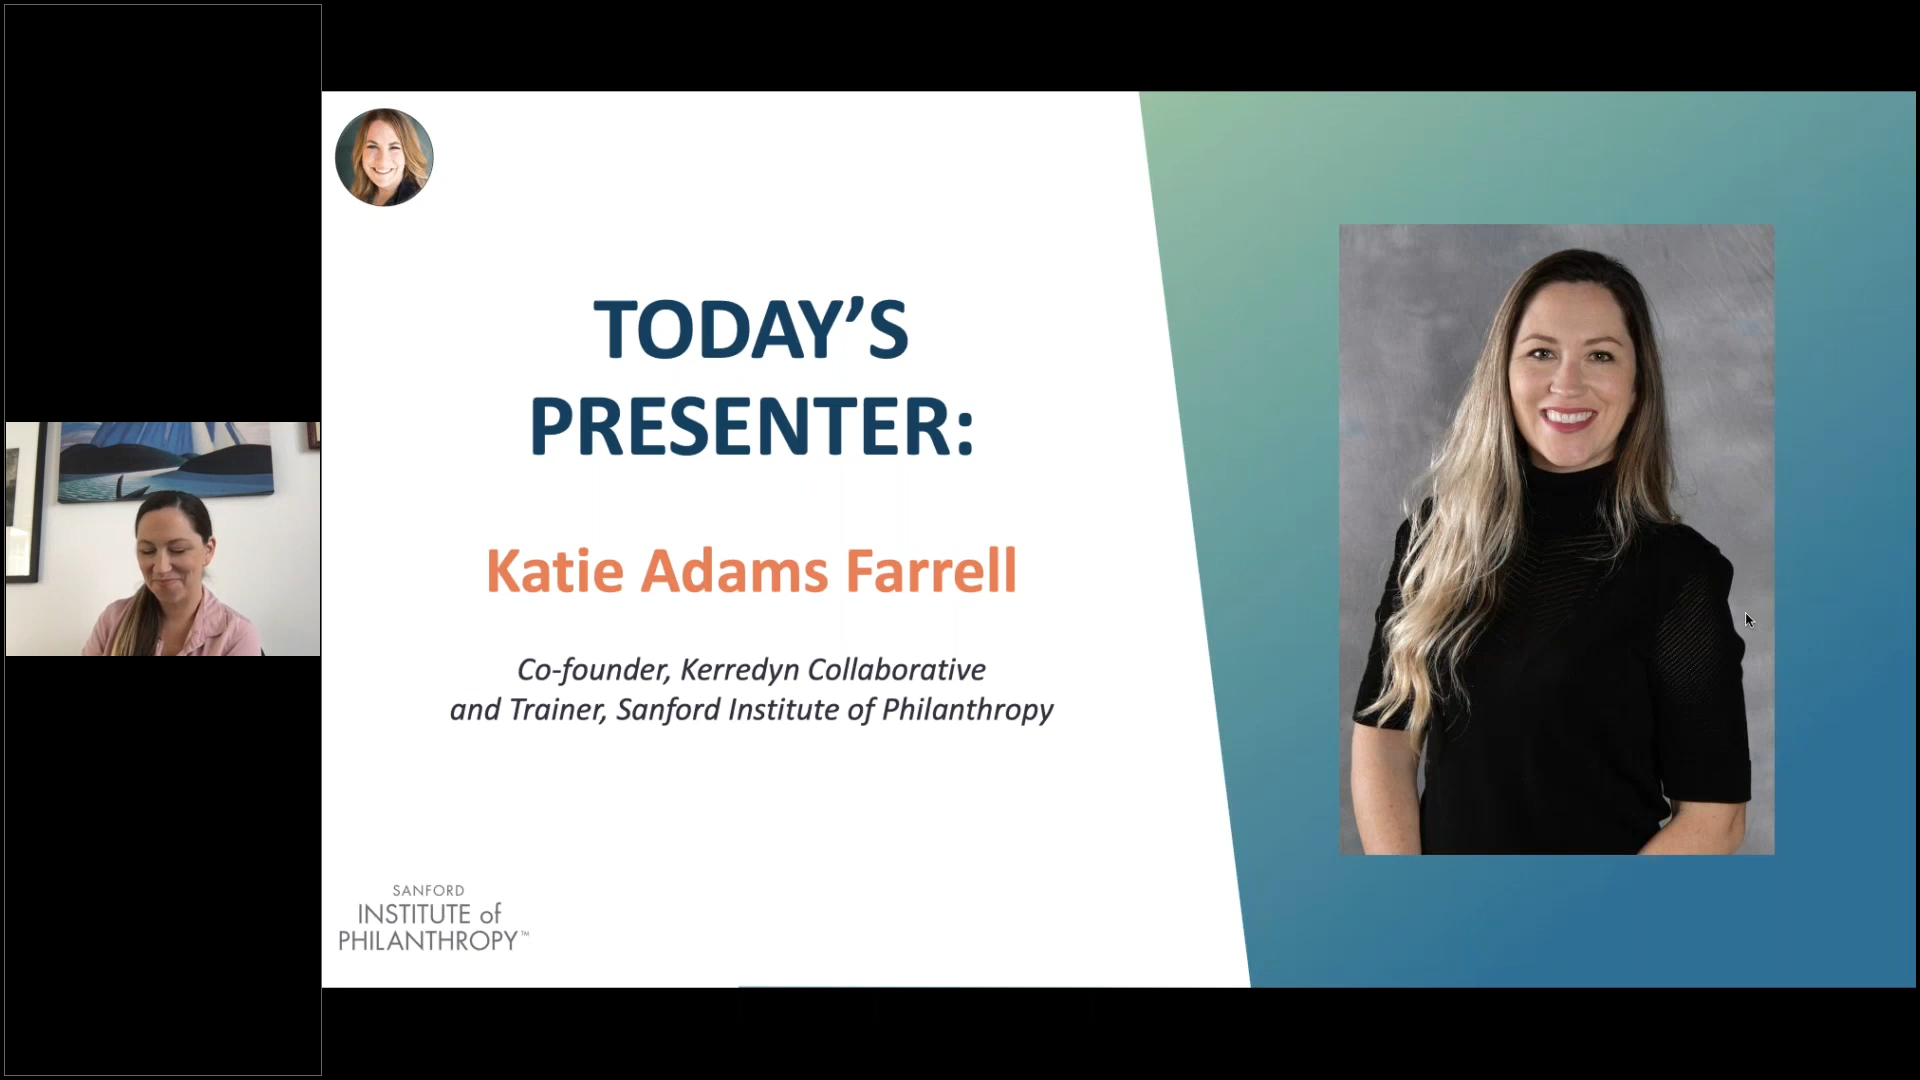 TODAY’S
PRESENTER:
Katie Adams Farrell
Co-founder, Kerredyn Collaborative
and Trainer, Sanford Institute of Philanthropy
SANFORD
INSTITUTE of
PHILANTHROPY™